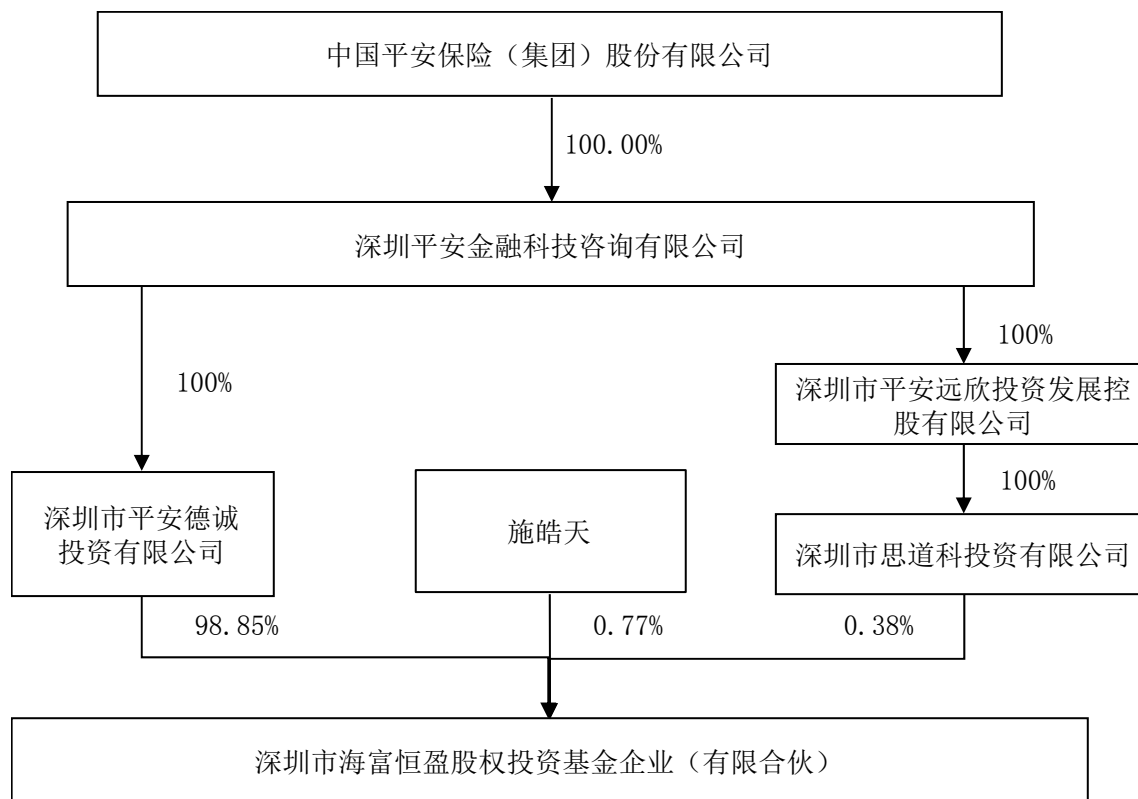 中国平安保险（集团）股份有限公司
100.00%
深圳平安金融科技咨询有限公司
100%
100%
深圳市平安远欣投资发展控
股有限公司
100%
深圳市平安德诚
投资有限公司
施皓天
深圳市思道科投资有限公司
98.85%
0.77%
0.38%
深圳市海富恒盈股权投资基金企业（有限合伙）